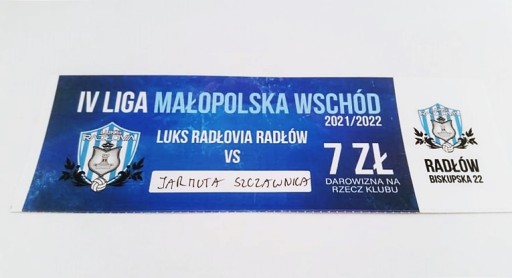 IV LIGA MAŁOPOLSKA WSCHÓD
2021/2022
LUKS RADŁOVIA RADŁÓW
VS
JARMUTA SZCZAWNICA
7 ZŁ
DAROWIZNA NA
RZECZ KLUBU
RADŁÓW
BISKUPSKA 22